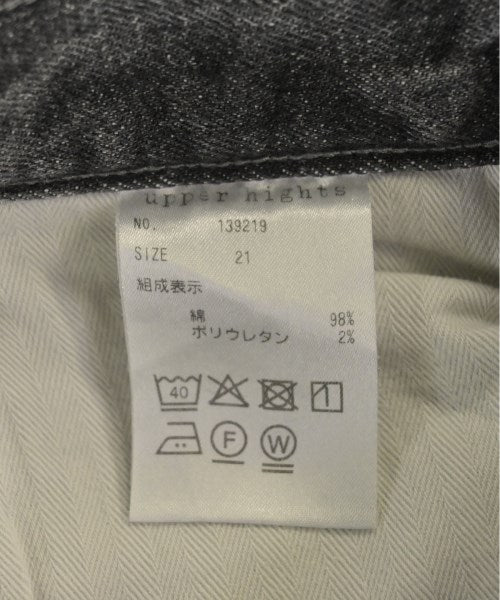 upper hights
NO. 139219
SIZE 21
組成表示
綿 98%
ポリウレタン 2%
40
F W